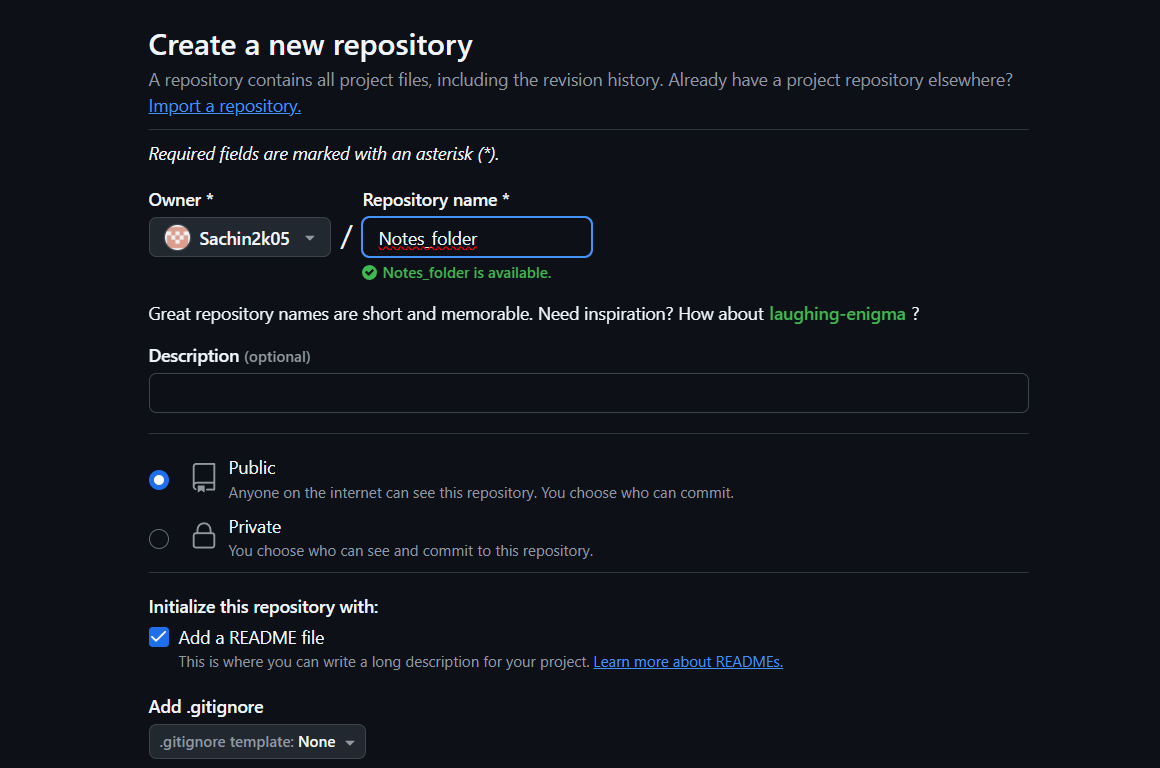 Create a new repository
A repository contains all project files, including the revision history. Already have a project repository elsewhere?
Import a repository.
Required fields are marked with an asterisk (*).
Owner *
Repository name *
Sachin2k05
/
Notes_folder
Notes_folder is available.
Great repository names are short and memorable. Need inspiration? How about laughing-enigma ?
Description (optional)
Public
Anyone on the internet can see this repository. You choose who can commit.
Private
You choose who can see and commit to this repository.
Initialize this repository with:
Add a README file
This is where you can write a long description for your project. Learn more about READMEs.
Add .gitignore
.gitignore template: None